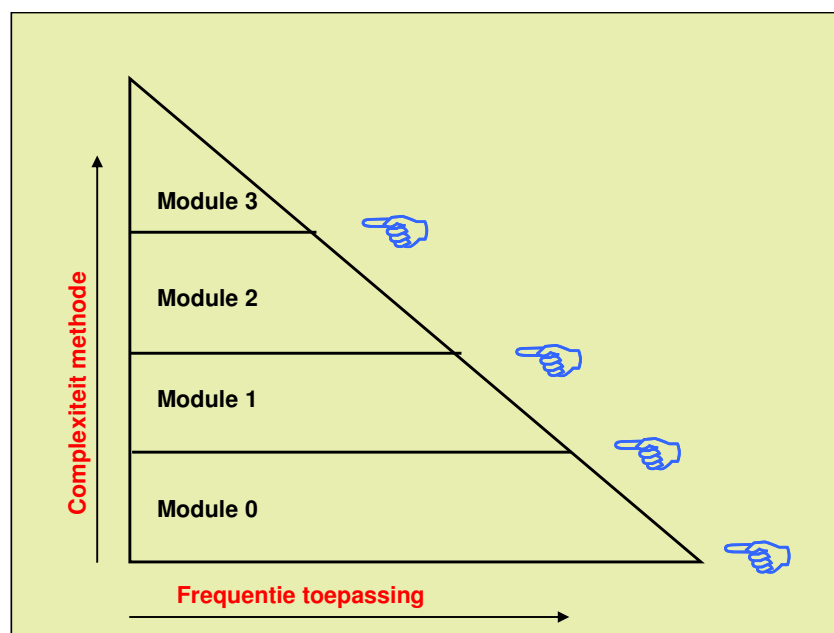 Module 3
Module 2
Module 1
Module 0
Complexiteit methode
Frequentie toepassing